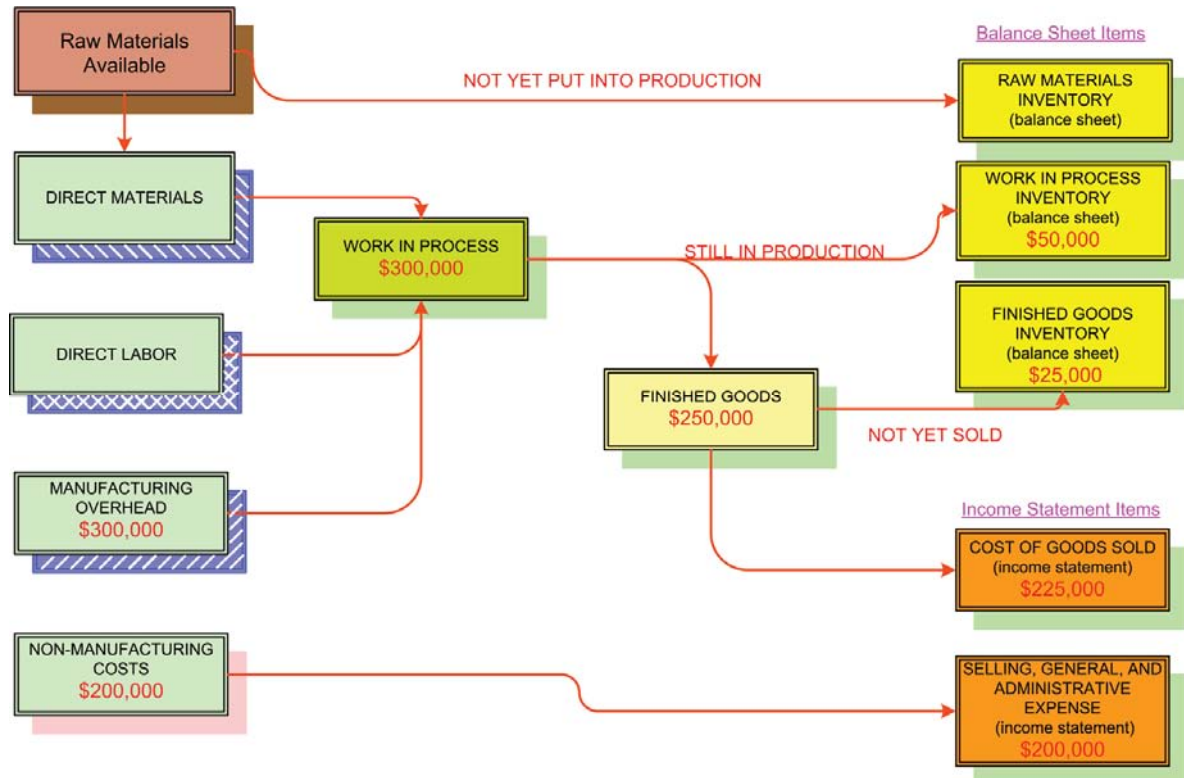 Raw Materials
Available
Balance Sheet Items
NOT YET PUT INTO PRODUCTION
RAW MATERIALS
INVENTORY
(balance sheet)
DIRECT MATERIALS
WORK IN PROCESS
$300,000
STILL IN PRODUCTION
WORK IN PROCESS
INVENTORY
(balance sheet)
$50,000
DIRECT LABOR
FINISHED GOODS
INVENTORY
(balance sheet)
$25,000
FINISHED GOODS
$250,000
NOT YET SOLD
MANUFACTURING
OVERHEAD
$300,000
Income Statement Items
COST OF GOODS SOLD
(income statement)
$225,000
NON-MANUFACTURING
COSTS
$200,000
SELLING, GENERAL, AND
ADMINISTRATIVE
EXPENSE
(income statement)
$200,000